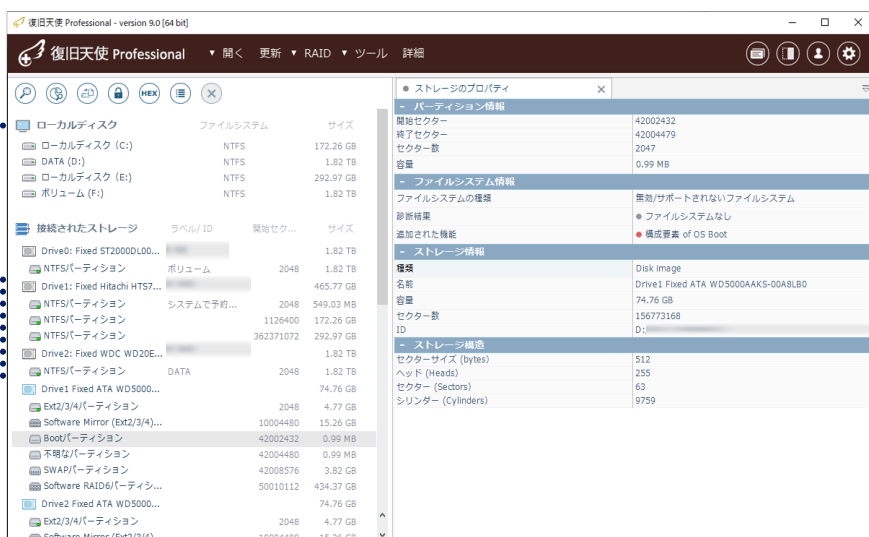 復旧天使 Professional - version 9.0 [64 bit]
復旧天使 Professional ▼ 開く 更新 ▼ RAID ▼ ツール 詳細
HEX
ローカルディスク ファイルシステム サイズ
ローカルディスク (C:) NTFS 172.26 GB
DATA (D:) NTFS 1.82 TB
ローカルディスク (E:) NTFS 292.97 GB
ボリューム (F:) NTFS 1.82 TB
接続されたストレージ ラベル/ ID 開始セク... サイズ
Drive0: Fixed ST2000DL00... 1.82 TB
NTFSパーティション ボリューム 2048 1.82 TB
Drive1: Fixed Hitachi HTS7... 465.77 GB
NTFSパーティション システムで予約... 2048 549.03 MB
NTFSパーティション 1126400 172.26 GB
NTFSパーティション 362371072 292.97 GB
Drive2: Fixed WDC WD20E... 1.82 TB
NTFSパーティション DATA 2048 1.82 TB
Drive1 Fixed ATA WD5000... 74.76 GB
Ext2/3/4パーティション 2048 4.77 GB
Software Mirror (Ext2/3/4)... 10004480 15.26 GB
Bootパーティション 42002432 0.99 MB
不明なパーティション 42004480 0.99 MB
SWAPパーティション 42008576 3.82 GB
Software RAID6パーティシ... 50010112 434.37 GB
Drive2 Fixed ATA WD5000... 74.76 GB
Ext2/3/4パーティション 2048 4.77 GB
Software Mirror (Ext2/3/4)... 10004480 15.26 GB
ストレージのプロパティ
- パーティション情報
開始セクター 42002432
終了セクター 42004479
セクター数 2047
容量 0.99 MB
- ファイルシステム情報
ファイルシステムの種類 無効/サポートされないファイルシステム
診断結果 ファイルシステムなし
追加された機能 構成要素 of OS Boot
- ストレージ情報
種類 Disk image
名前 Drive1 Fixed ATA WD5000AAKS-00A8LB0
容量 74.76 GB
セクター数 156773168
ID D:
- ストレージ構造
セクターサイズ (bytes) 512
ヘッド (Heads) 255
セクター (Sectors) 63
シリンダー (Cylinders) 9759